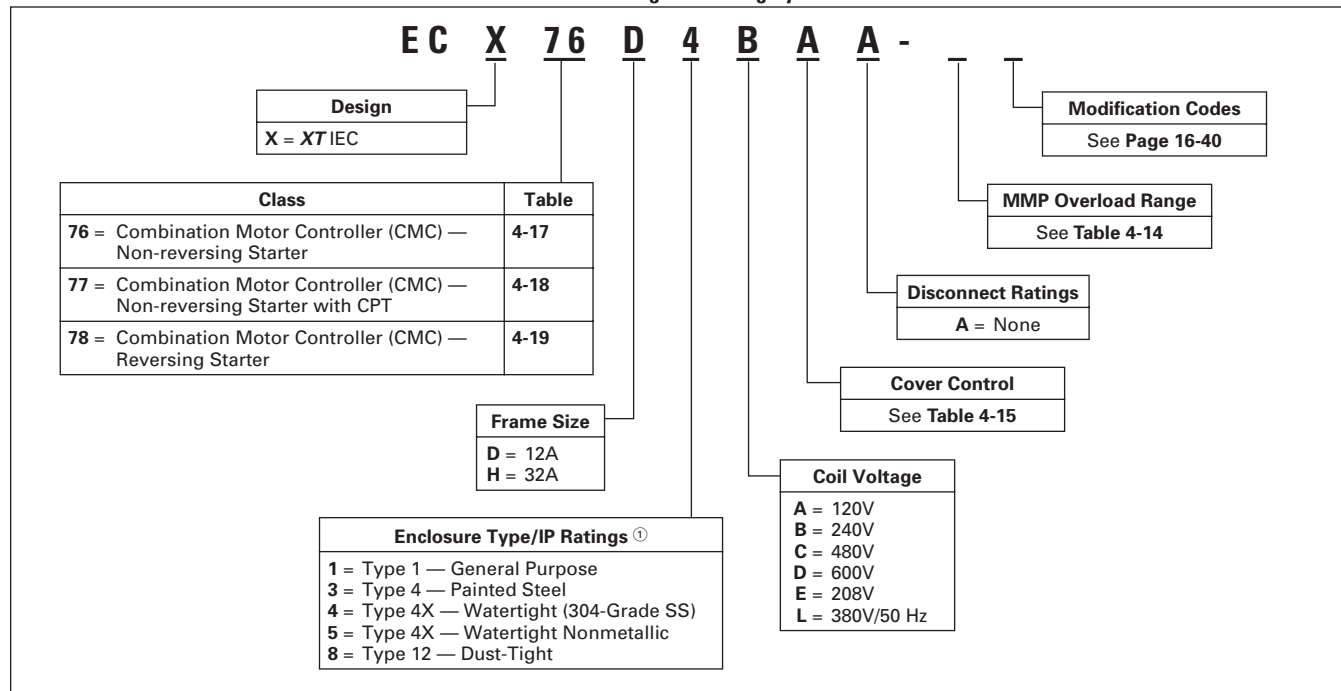 EC X 76 D 4 B A A - _ _
Design
X = XT IEC
Modification Codes
See Page 16-40
Class Table
76 = Combination Motor Controller (CMC) — 4-17
Non-reversing Starter
77 = Combination Motor Controller (CMC) — 4-18
Non-reversing Starter with CPT
78 = Combination Motor Controller (CMC) — 4-19
Reversing Starter
MMP Overload Range
See Table 4-14
Disconnect Ratings
A = None
Cover Control
See Table 4-15
Frame Size
D = 12A
H = 32A
Coil Voltage
A = 120V
B = 240V
C = 480V
D = 600V
E = 208V
L = 380V/50 Hz
Enclosure Type/IP Ratings ①
1 = Type 1 — General Purpose
3 = Type 4 — Painted Steel
4 = Type 4X — Watertight (304-Grade SS)
5 = Type 4X — Watertight Nonmetallic
8 = Type 12 — Dust-Tight